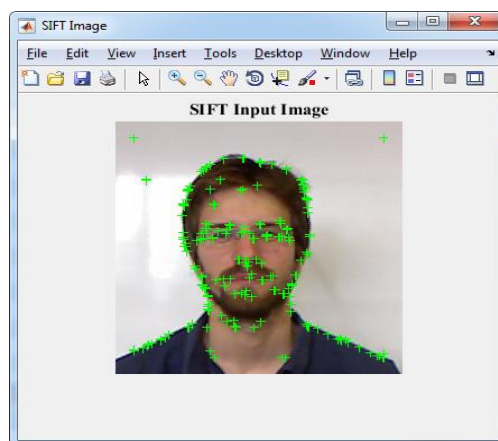 SIFT Image
File Edit View Insert Tools Desktop Window Help
SIFT Input Image